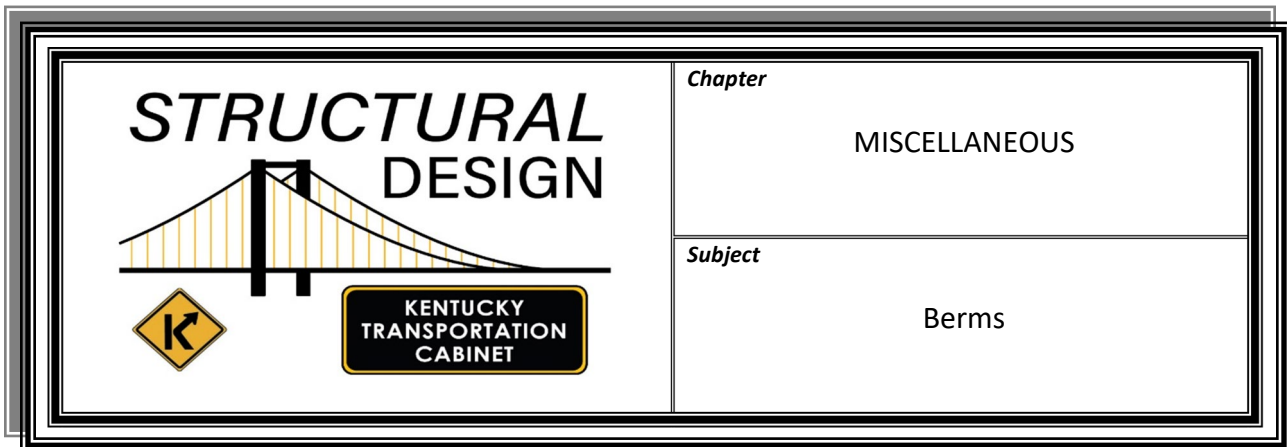 STRUCTURAL
DESIGN
KENTUCKY
TRANSPORTATION
CABINET
Chapter
MISCELLANEOUS
Subject
Berms